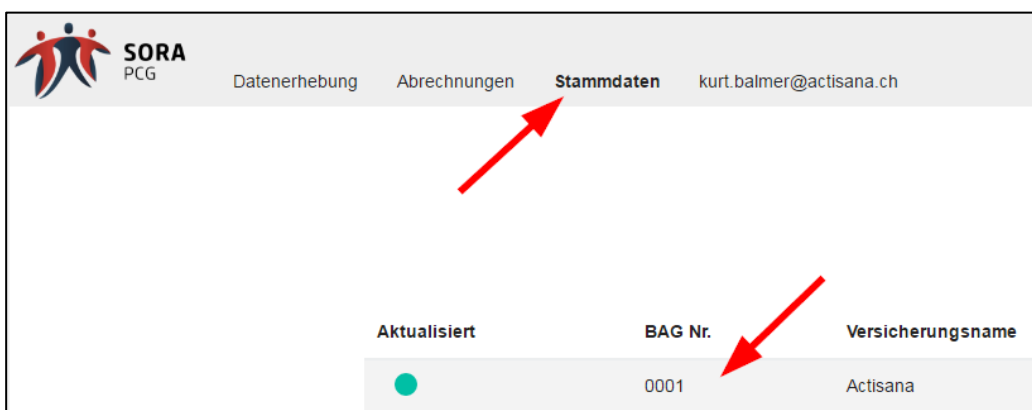 SORA
PCG
Datenerhebung Abrechnungen Stammdaten kurt.balmer@actisana.ch
Aktualisiert BAG Nr. Versicherungsname
0001 Actisana